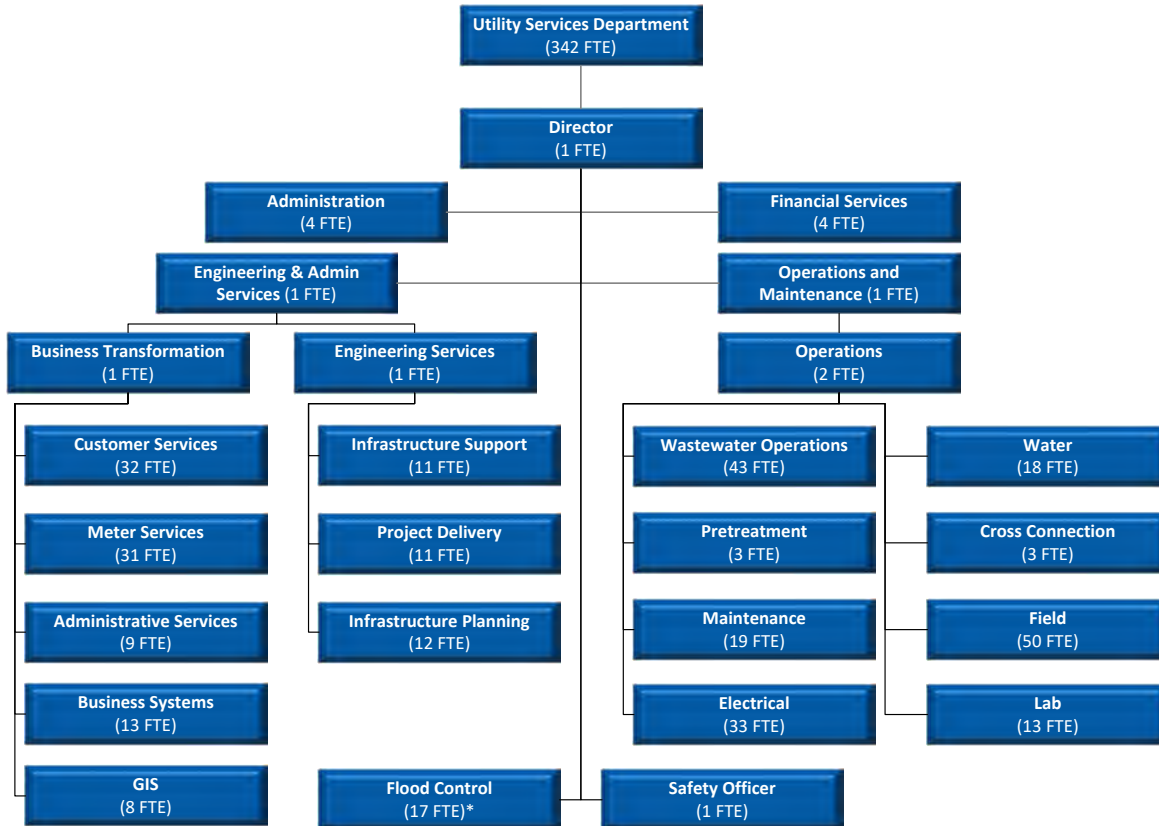 Utility Services Department
(342 FTE)
Director
(1 FTE)
Administration
(4 FTE)
Financial Services
(4 FTE)
Engineering & Admin
Services (1 FTE)
Operations and
Maintenance (1 FTE)
Business Transformation
(1 FTE)
Engineering Services
(1 FTE)
Operations
(2 FTE)
Customer Services
(32 FTE)
Infrastructure Support
(11 FTE)
Wastewater Operations
(43 FTE)
Water
(18 FTE)
Meter Services
(31 FTE)
Project Delivery
(11 FTE)
Pretreatment
(3 FTE)
Cross Connection
(3 FTE)
Administrative Services
(9 FTE)
Infrastructure Planning
(12 FTE)
Maintenance
(19 FTE)
Field
(50 FTE)
Business Systems
(13 FTE)
Electrical
(33 FTE)
Lab
(13 FTE)
GIS
(8 FTE)
Flood Control
(17 FTE)*
Safety Officer
(1 FTE)